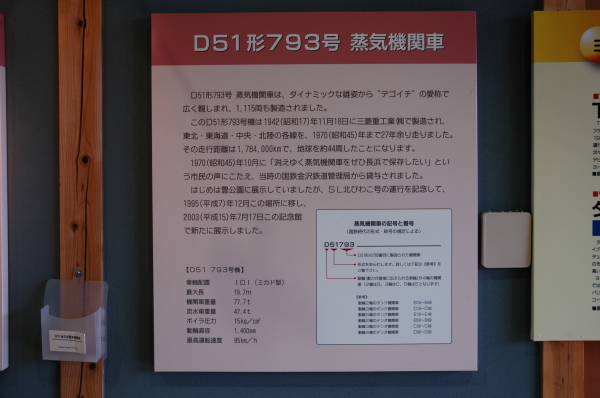 D51形793号 蒸気機関車
D51形793号 蒸気機関車は、ダイナミックな雄姿から“デゴイチ”の愛称で
広く親しまれ、1,115両も製造されました。
このD51形793号機は1942(昭和17)年11月18日に三菱重工業㈱で製造され、
東北・東海道・中央・北陸の各線を、1970(昭和45)年まで27年余り走りました。
その走行距離は1,784,000kmで、地球を約44周したことになります。
1970(昭和45)年10月に「消えゆく蒸気機関車をぜひ長浜で保存したい」とい
う市民の声にこたえ、当時の国鉄金沢鉄道管理局から貸与されました。
はじめは豊公園に展示していましたが、SL北びわこ号の運行を記念して、
1995(平成7)年12月この場所に移し、
2003(平成15)年7月17日この記念館
で新たに展示しました。
【D51 793号機】
車軸配置 1D1(ミカド型)
最大長 19.7m
機関車重量 77.7t
炭水車重量 47.4t
ボイラ圧力 15kg/c㎡
動輪直径 1,400mm
最高運転速度 85km/h
蒸気機関車の記号と番号
D51793
【参考】